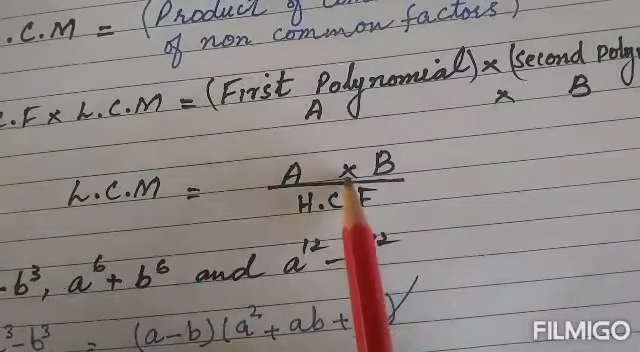 .C.M = (Product of
of non common factors)
.F x L.C.M = (First Polynomial) x (Second Polyn
A x B
L.C.M = A x B
H.C.F
-b³, a⁶ + b⁶ and a¹² -
³-b³ = (a-b)(a² + ab +
FILMIGO